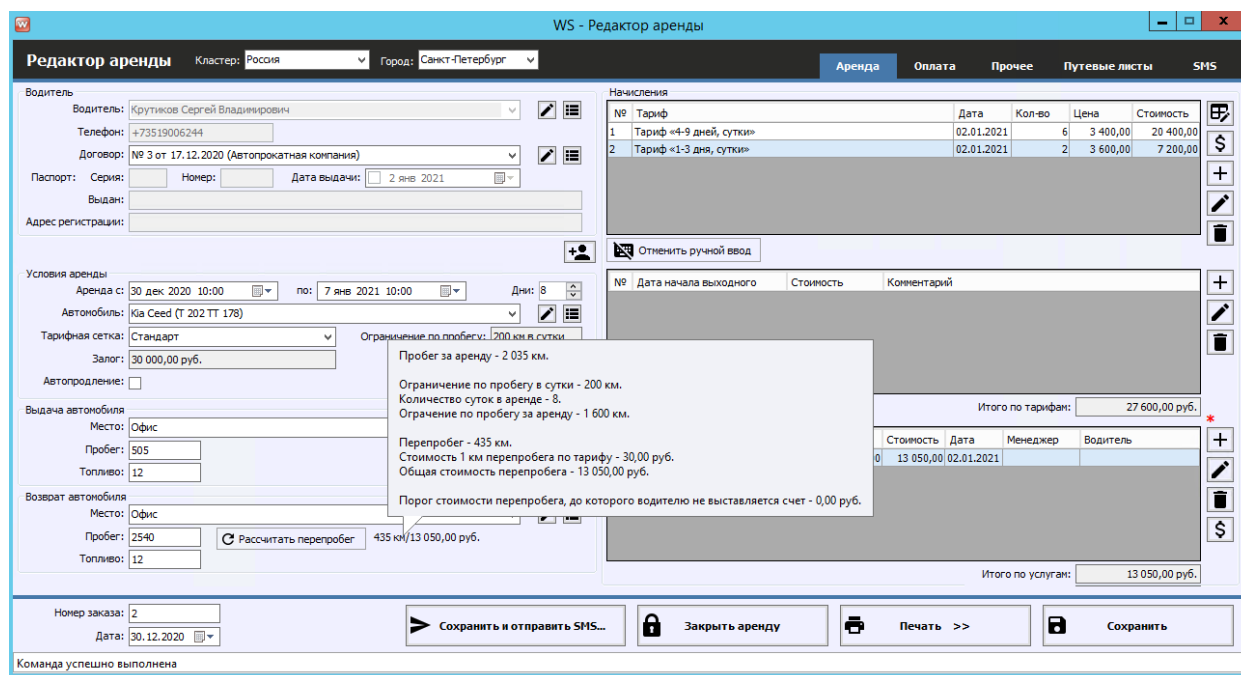 WS - Редактор аренды
Редактор аренды Кластер: Россия Город: Санкт-Петербург Аренда Оплата Прочее Путевые листы SMS
Водитель
Водитель: Крутиков Сергей Владимирович
Телефон: +73519006244
Договор: № 3 от 17.12.2020 (Автопрокатная компания)
Паспорт: Серия: Номер: Дата выдачи: 2 янв 2021
Выдан:
Адрес регистрации:
Начисления
№ Тариф Дата Кол-во Цена Стоимость
1 Тариф «4-9 дней, сутки» 02.01.2021 6 3 400,00 20 400,00
2 Тариф «1-3 дня, сутки» 02.01.2021 2 3 600,00 7 200,00
Отменить ручной ввод
Условия аренды
Аренда с: 30 дек 2020 10:00 по: 7 янв 2021 10:00 Дни: 8
Автомобиль: Kia Ceed (T 202 TT 178)
Тарифная сетка: Стандарт Ограничение по пробегу: 200 км в сутки
Залог: 30 000,00 руб.
Автопродление:
№ Дата начала выходного Стоимость Комментарий
Итого по тарифам: 27 600,00 руб.
*
Пробег за аренду - 2 035 км.
Ограничение по пробегу в сутки - 200 км.
Количество суток в аренде - 8.
Ограчение по пробегу за аренду - 1 600 км.
Перепробег - 435 км.
Стоимость 1 км перепробега по тарифу - 30,00 руб.
Общая стоимость перепробега - 13 050,00 руб.
Порог стоимости перепробега, до которого водителю не выставляется счет - 0,00 руб.
Выдача автомобиля
Место: Офис
Пробег: 505
Топливо: 12
Стоимость Дата Менеджер Водитель
0 13 050,00 02.01.2021
Возврат автомобиля
Место: Офис
Пробег: 2540 Рассчитать перепробег 435 км/13 050,00 руб.
Топливо: 12
Итого по услугам: 13 050,00 руб.
Номер заказа: 2
Дата: 30.12.2020
Сохранить и отправить SMS... Закрыть аренду Печать >> Сохранить
Команда успешно выполнена